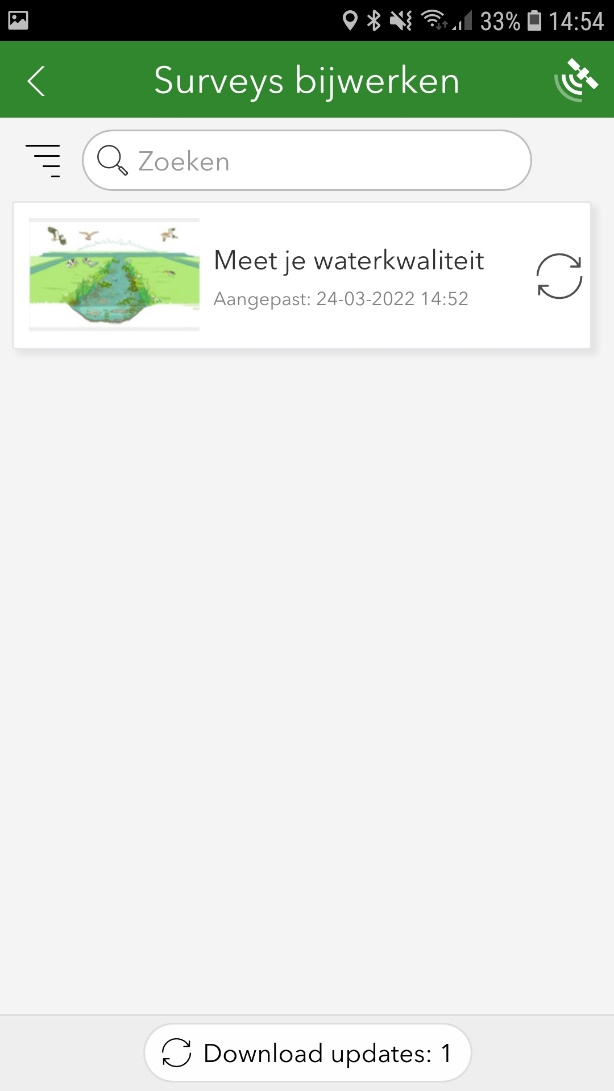 33% 14:54
Surveys bijwerken
Zoeken
Meet je waterkwaliteit
Aangepast: 24-03-2022 14:52
Download updates: 1